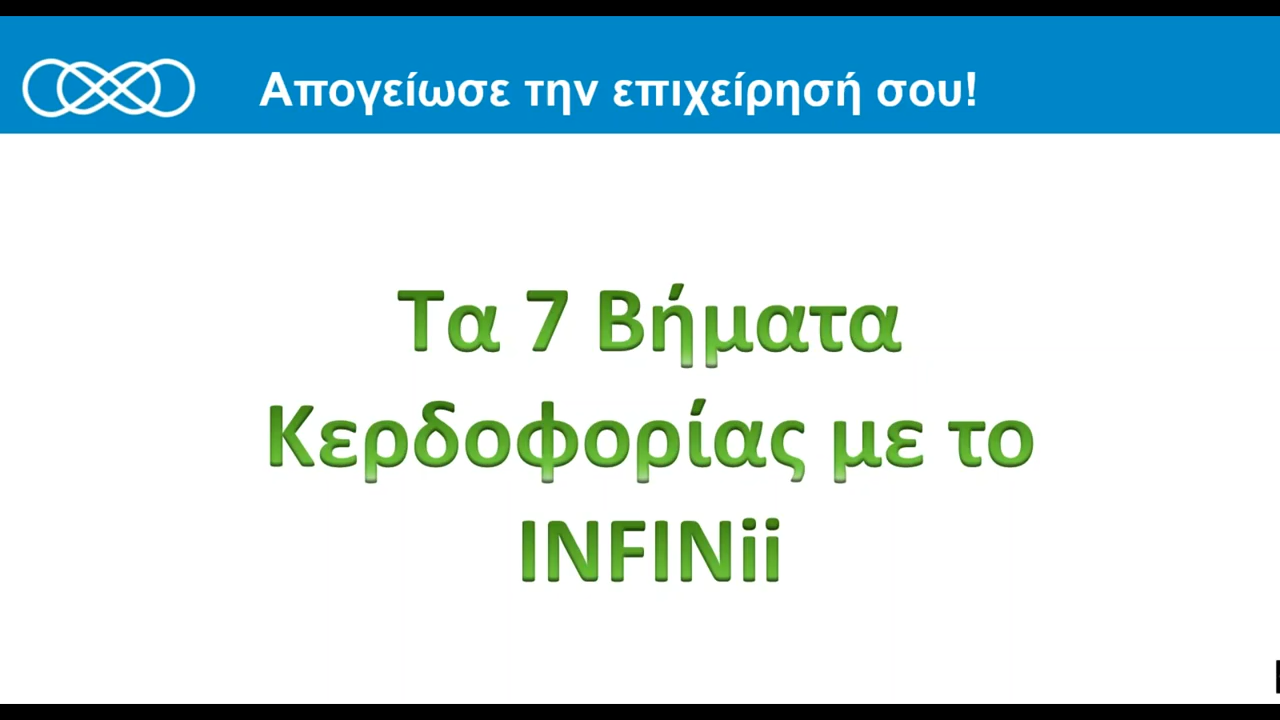 Απογείωσε την επιχείρησή σου!
Τα 7 Βήματα
Κερδοφορίας με το
INFINii